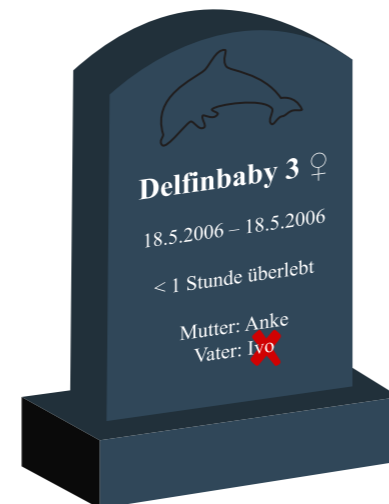 Delfinbaby 3 ♀
18.5.2006 – 18.5.2006
< 1 Stunde überlebt
Mutter: Anke
Vater: Ivo